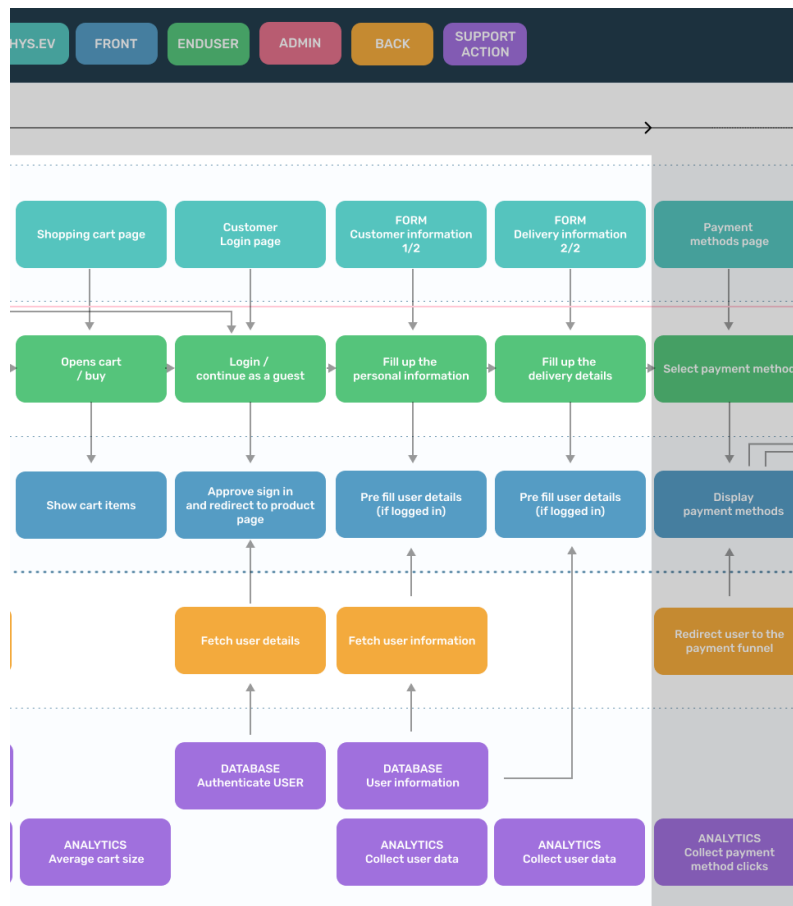 HYS.EV
FRONT
ENDUSER
ADMIN
BACK
SUPPORT
ACTION
Shopping cart page
Customer
Login page
FORM
Customer information
1/2
FORM
Delivery information
2/2
Payment
methods page
Opens cart
/ buy
Login /
continue as a guest
Fill up the
personal information
Fill up the
delivery details
Select payment method
Show cart items
Approve sign in
and redirect to product
page
Pre fill user details
(if logged in)
Pre fill user details
(if logged in)
Display
payment methods
Fetch user details
Fetch user information
Redirect user to the
payment funnel
DATABASE
Authenticate USER
DATABASE
User information
ANALYTICS
Average cart size
ANALYTICS
Collect user data
ANALYTICS
Collect user data
ANALYTICS
Collect payment
method clicks